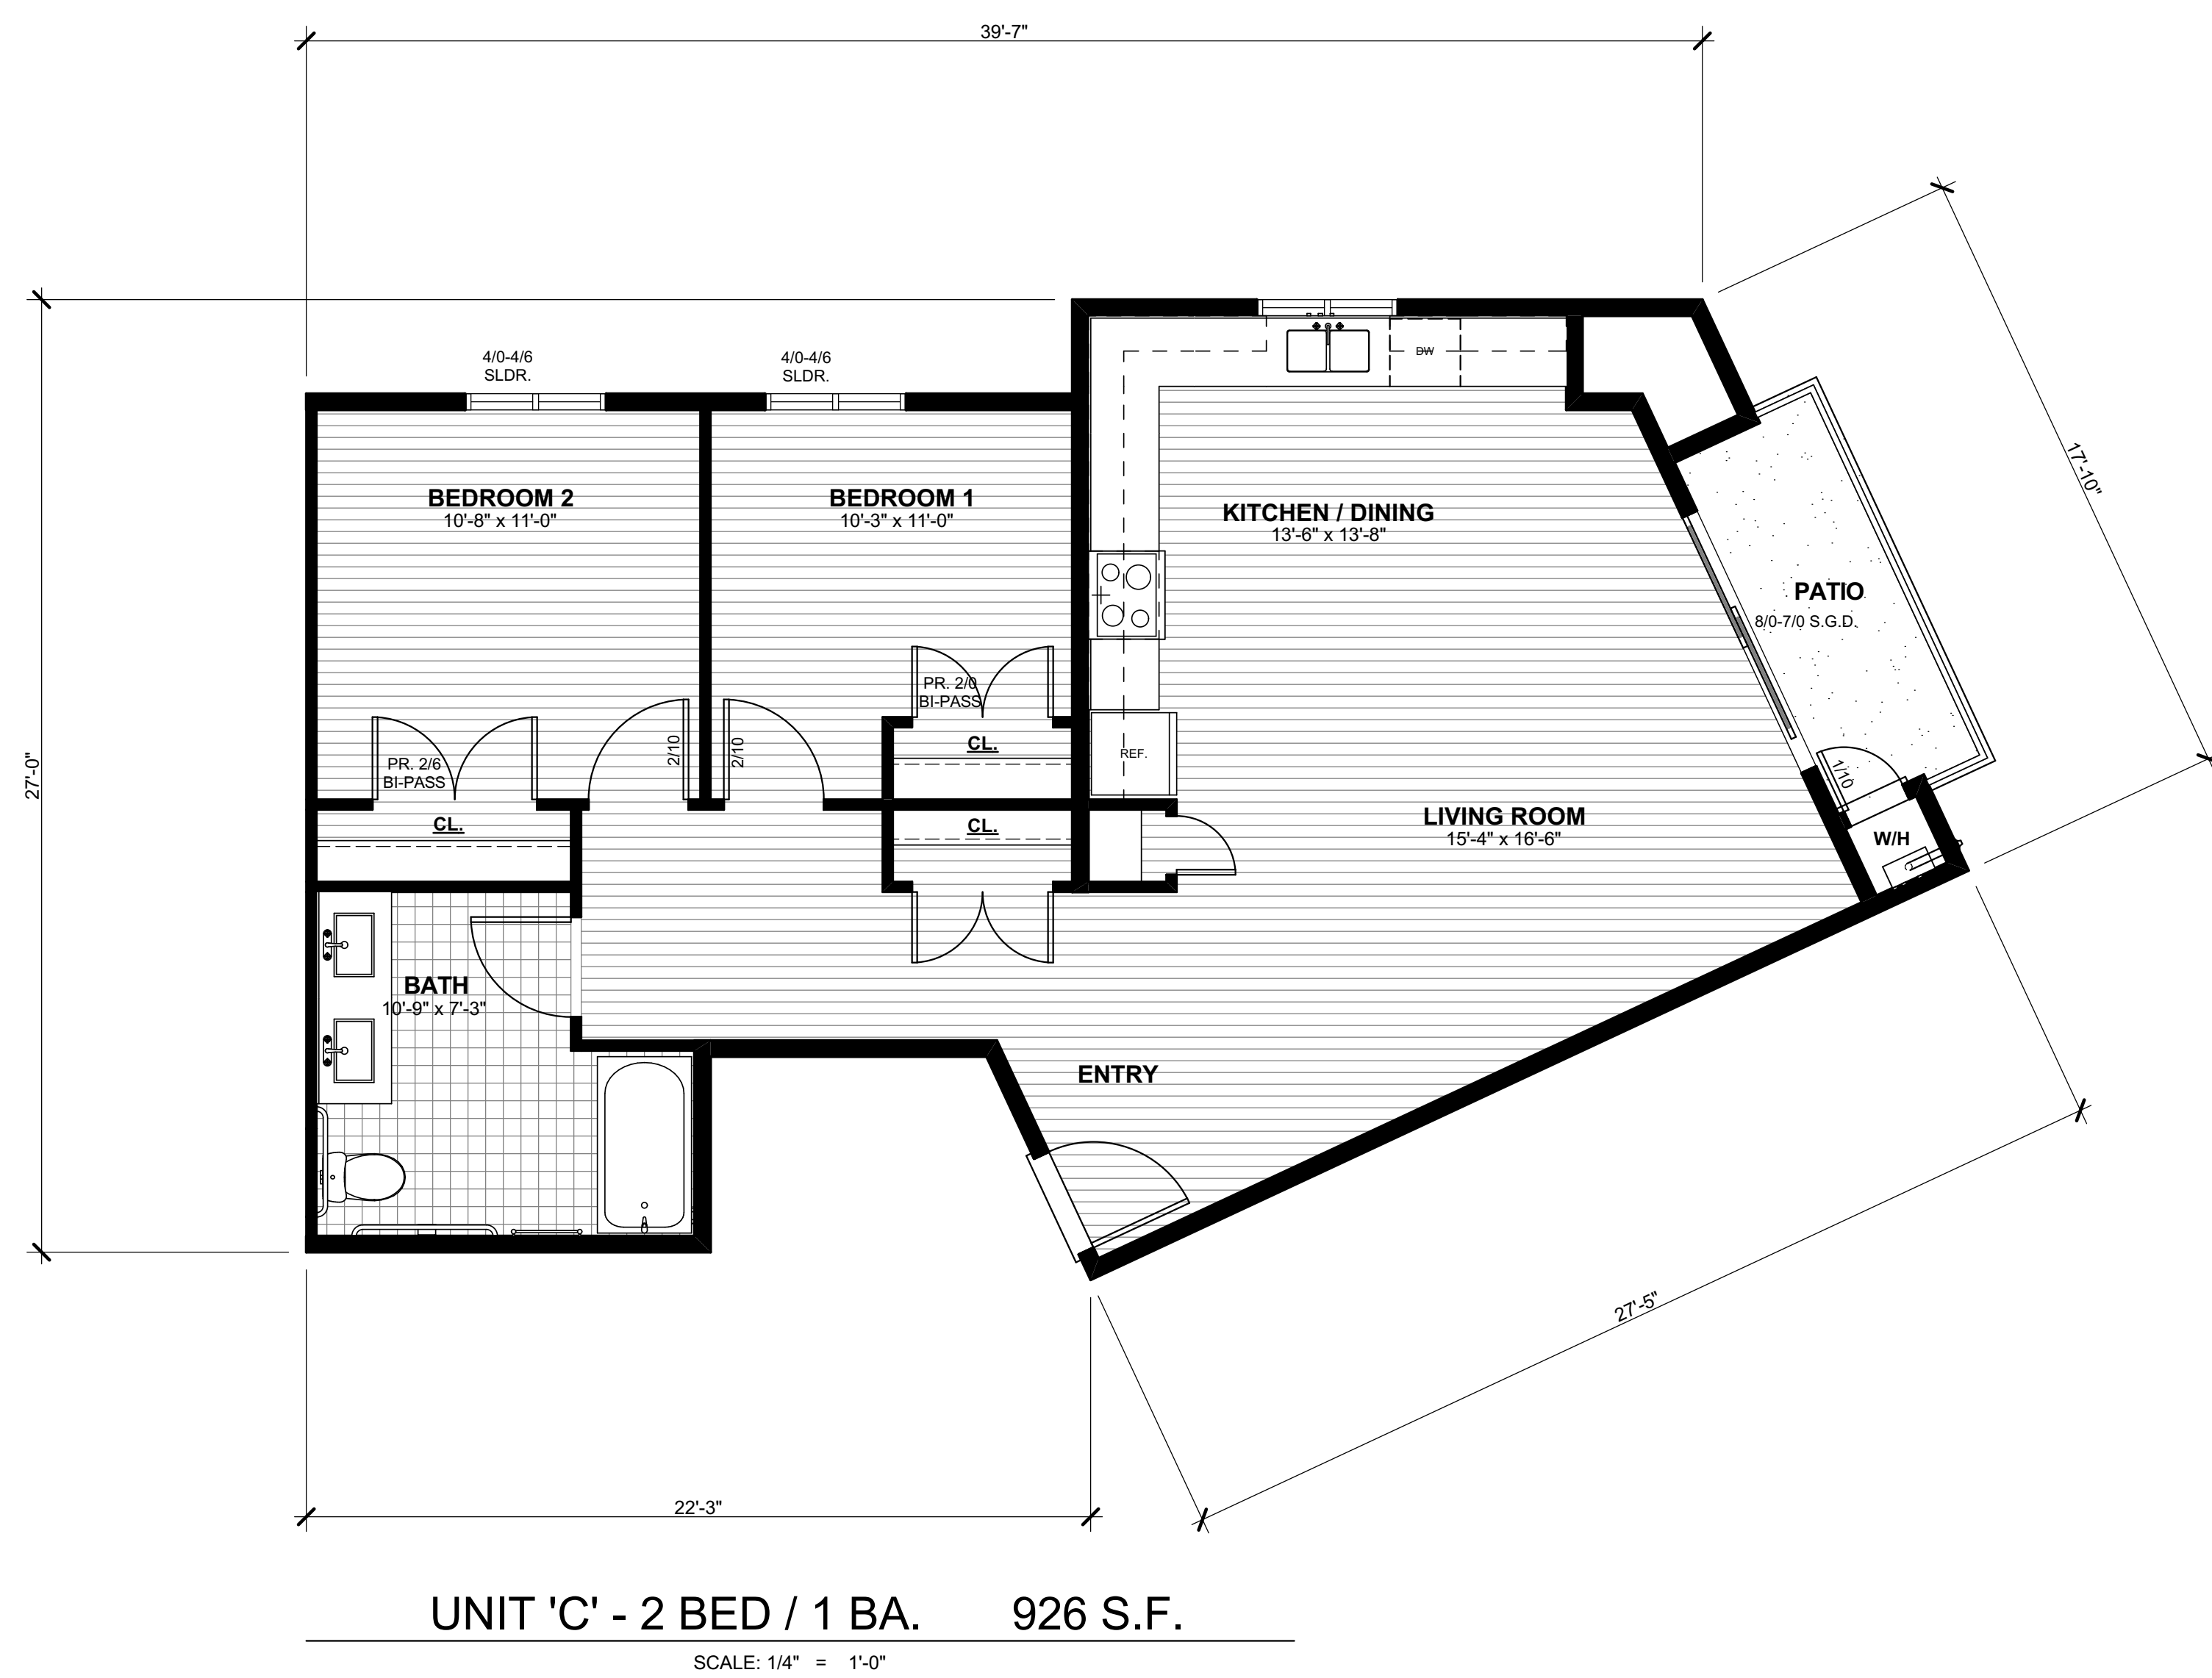 39'-7"
17'-10"
4/0-4/6
SLDR.
4/0-4/6
SLDR.
DW
BEDROOM 2
10'-8" x 11'-0"
BEDROOM 1
10'-3" x 11'-0"
KITCHEN / DINING
13'-6" x 13'-8"
PATIO
8/0-7/0 S.G.D.
PR. 2/0
BI-PASS
CL.
REF.
2/10
2/10
PR. 2/6
BI-PASS
CL.
CL.
27'-0"
LIVING ROOM
15'-4" x 16'-6"
1/10
W/H
BATH
10'-9" x 7'-3"
ENTRY
27'-5"
22'-3"
UNIT 'C' - 2 BED / 1 BA. 926 S.F.
SCALE: 1/4" = 1'-0"